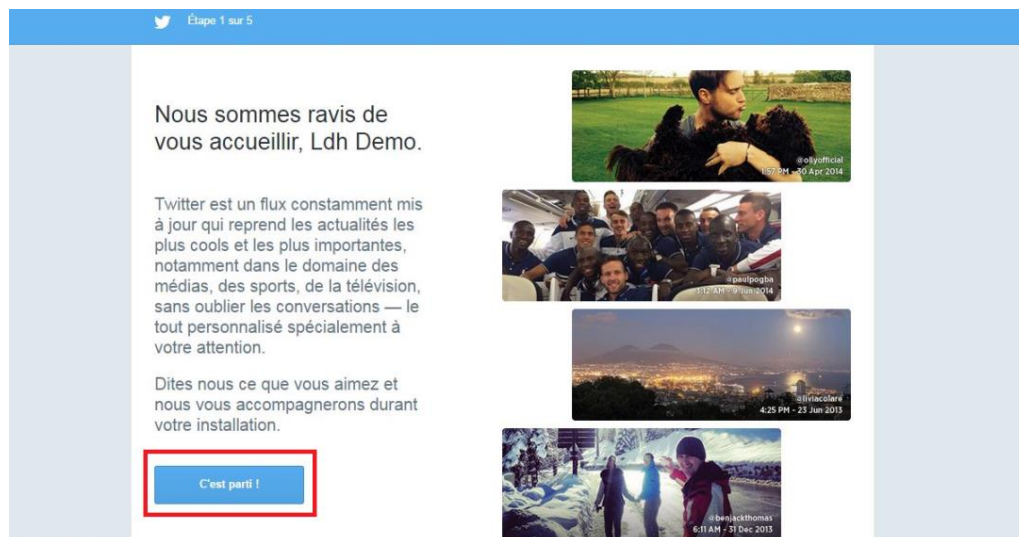 Étape 1 sur 5
Nous sommes ravis de
vous accueillir, Ldh Demo.
Twitter est un flux constamment mis
à jour qui reprend les actualités les
plus cools et les plus importantes,
notamment dans le domaine des
médias, des sports, de la télévision,
sans oublier les conversations — le
tout personnalisé spécialement à
votre attention.
Dites nous ce que vous aimez et
nous vous accompagnerons durant
votre installation.
C'est parti !
@ollyofficial
1:57 PM - 30 Apr 2014
@paulpogba
3:12 AM - 9 Jun 2014
@liviacolare
4:25 PM - 23 Jun 2013
@benjackthomas
6:11 AM - 31 Dec 2013